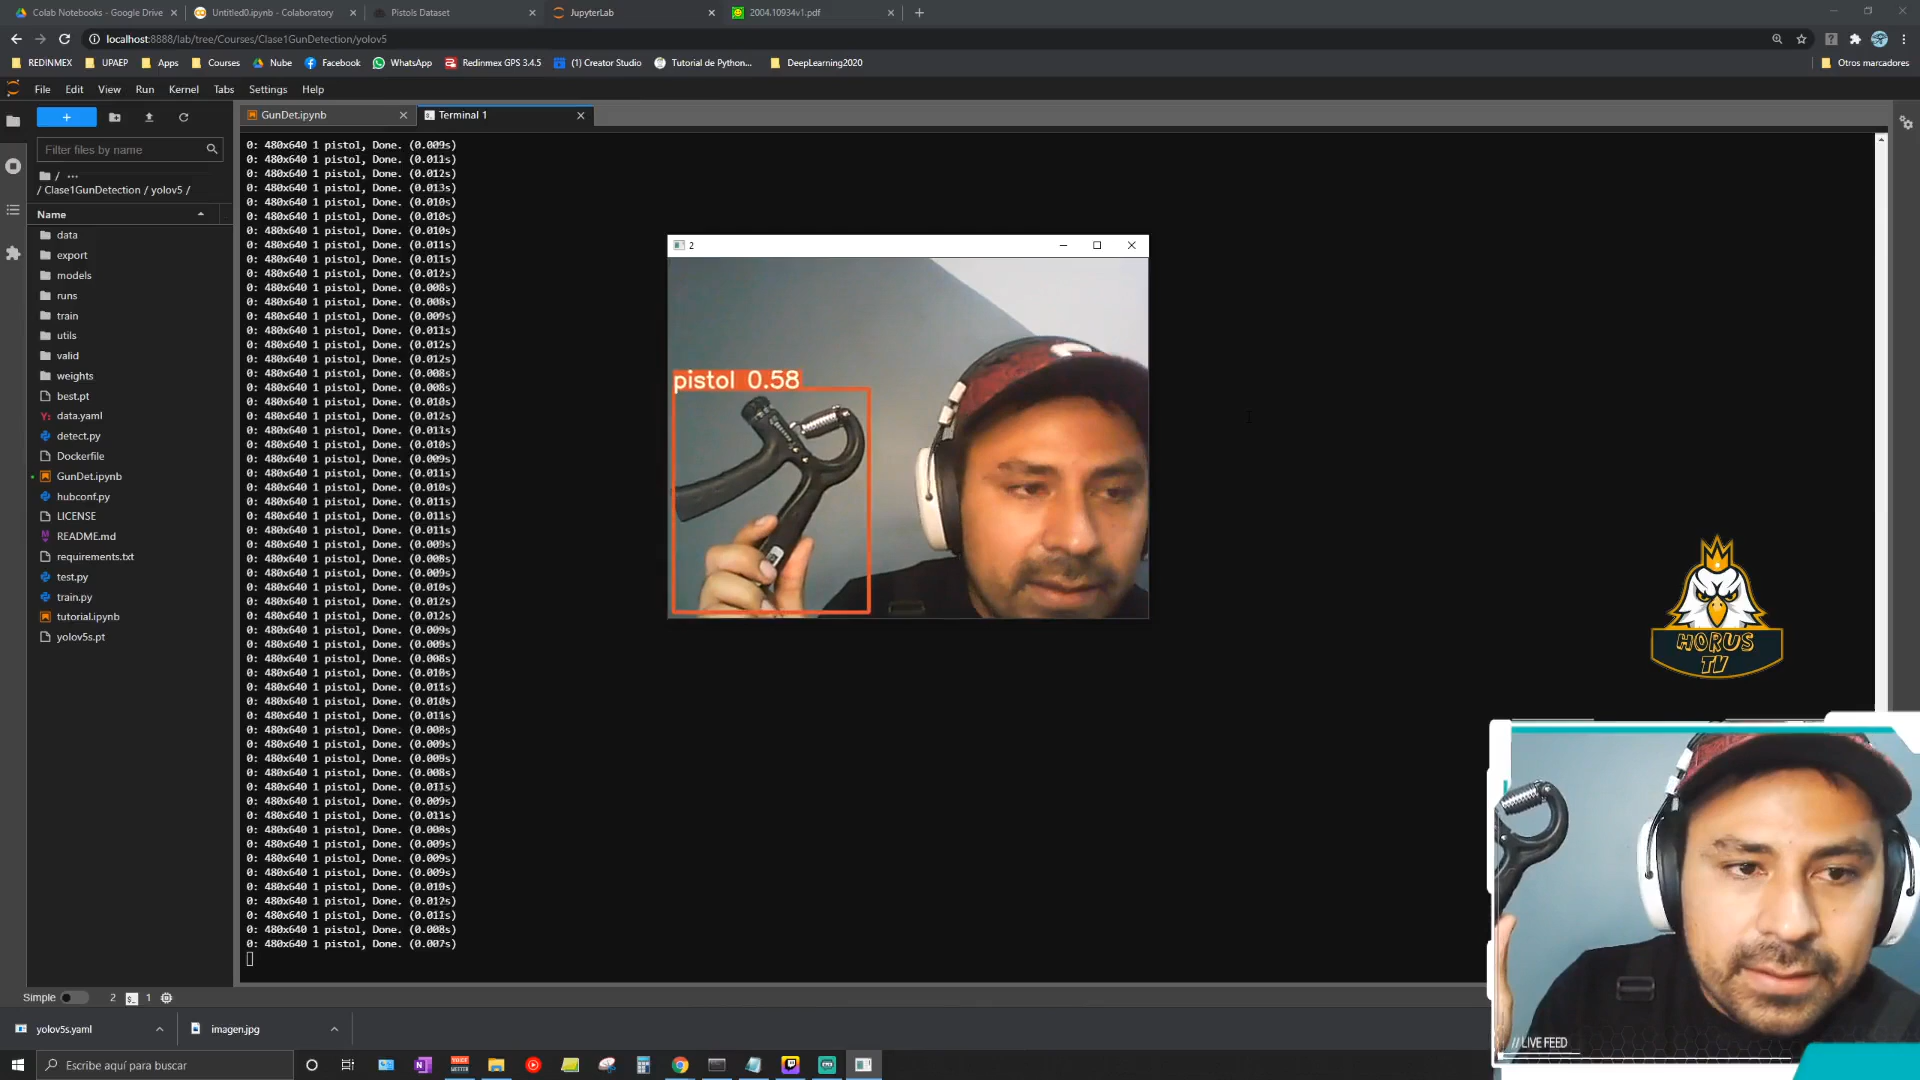 Colab Notebooks - Google Drive
Untitled0.ipynb - Colaboratory
Pistols Dataset
JupyterLab
2004.10934v1.pdf
localhost:8888/lab/tree/Courses/Clase1GunDetection/yolov5
REDINMEX
UPAEP
Apps
Courses
Nube
Facebook
WhatsApp
Redinmex GPS 3.4.5
(1) Creator Studio
Tutorial de Python...
DeepLearning2020
Otros marcadores
File Edit View Run Kernel Tabs Settings Help
GunDet.ipynb
Terminal 1
Filter files by name
/ ...
/ Clase1GunDetection / yolov5 /
Name
data
export
models
runs
train
utils
valid
weights
best.pt
data.yaml
detect.py
Dockerfile
GunDet.ipynb
hubconf.py
LICENSE
README.md
requirements.txt
test.py
train.py
tutorial.ipynb
yolov5s.pt
0: 480x640 1 pistol, Done. (0.009s)
0: 480x640 1 pistol, Done. (0.011s)
0: 480x640 1 pistol, Done. (0.012s)
0: 480x640 1 pistol, Done. (0.013s)
0: 480x640 1 pistol, Done. (0.010s)
0: 480x640 1 pistol, Done. (0.010s)
0: 480x640 1 pistol, Done. (0.010s)
0: 480x640 1 pistol, Done. (0.011s)
0: 480x640 1 pistol, Done. (0.011s)
0: 480x640 1 pistol, Done. (0.012s)
0: 480x640 1 pistol, Done. (0.008s)
0: 480x640 1 pistol, Done. (0.008s)
0: 480x640 1 pistol, Done. (0.009s)
0: 480x640 1 pistol, Done. (0.011s)
0: 480x640 1 pistol, Done. (0.012s)
0: 480x640 1 pistol, Done. (0.012s)
0: 480x640 1 pistol, Done. (0.008s)
0: 480x640 1 pistol, Done. (0.008s)
0: 480x640 1 pistol, Done. (0.010s)
0: 480x640 1 pistol, Done. (0.012s)
0: 480x640 1 pistol, Done. (0.011s)
0: 480x640 1 pistol, Done. (0.010s)
0: 480x640 1 pistol, Done. (0.009s)
0: 480x640 1 pistol, Done. (0.011s)
0: 480x640 1 pistol, Done. (0.010s)
0: 480x640 1 pistol, Done. (0.011s)
0: 480x640 1 pistol, Done. (0.011s)
0: 480x640 1 pistol, Done. (0.011s)
0: 480x640 1 pistol, Done. (0.009s)
0: 480x640 1 pistol, Done. (0.008s)
0: 480x640 1 pistol, Done. (0.009s)
0: 480x640 1 pistol, Done. (0.010s)
0: 480x640 1 pistol, Done. (0.012s)
0: 480x640 1 pistol, Done. (0.012s)
0: 480x640 1 pistol, Done. (0.009s)
0: 480x640 1 pistol, Done. (0.009s)
0: 480x640 1 pistol, Done. (0.008s)
0: 480x640 1 pistol, Done. (0.010s)
0: 480x640 1 pistol, Done. (0.011s)
0: 480x640 1 pistol, Done. (0.010s)
0: 480x640 1 pistol, Done. (0.011s)
0: 480x640 1 pistol, Done. (0.008s)
0: 480x640 1 pistol, Done. (0.009s)
0: 480x640 1 pistol, Done. (0.009s)
0: 480x640 1 pistol, Done. (0.008s)
0: 480x640 1 pistol, Done. (0.011s)
0: 480x640 1 pistol, Done. (0.009s)
0: 480x640 1 pistol, Done. (0.011s)
0: 480x640 1 pistol, Done. (0.008s)
0: 480x640 1 pistol, Done. (0.009s)
0: 480x640 1 pistol, Done. (0.009s)
0: 480x640 1 pistol, Done. (0.009s)
0: 480x640 1 pistol, Done. (0.010s)
0: 480x640 1 pistol, Done. (0.012s)
0: 480x640 1 pistol, Done. (0.011s)
0: 480x640 1 pistol, Done. (0.008s)
0: 480x640 1 pistol, Done. (0.007s)
2
pistol 0.58
HORUS
TV
// LIVE FEED
Simple
2
1
yolov5s.yaml
imagen.jpg
Escribe aquí para buscar